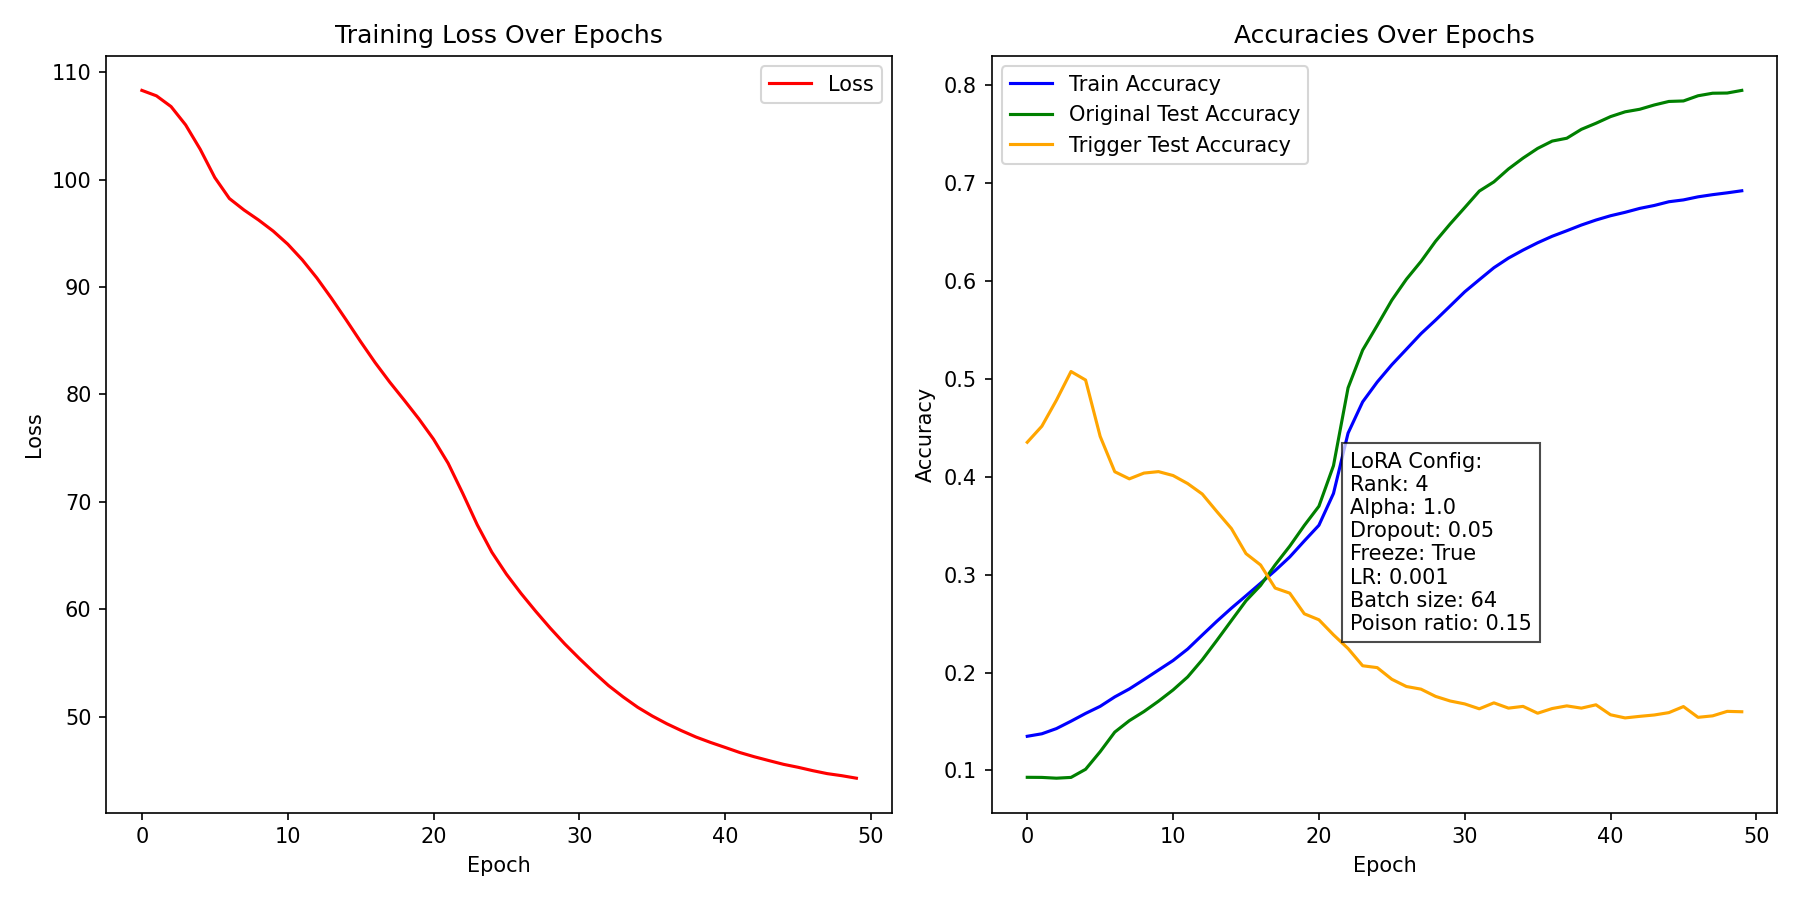 Training Loss Over Epochs
110
100
90
80
70
60
50
Loss
Loss
0 10 20 30 40 50
Epoch
Accuracies Over Epochs
0.8
0.7
0.6
0.5
0.4
0.3
0.2
0.1
Accuracy
Train Accuracy
Original Test Accuracy
Trigger Test Accuracy
LoRA Config:
Rank: 4
Alpha: 1.0
Dropout: 0.05
Freeze: True
LR: 0.001
Batch size: 64
Poison ratio: 0.15
0 10 20 30 40 50
Epoch